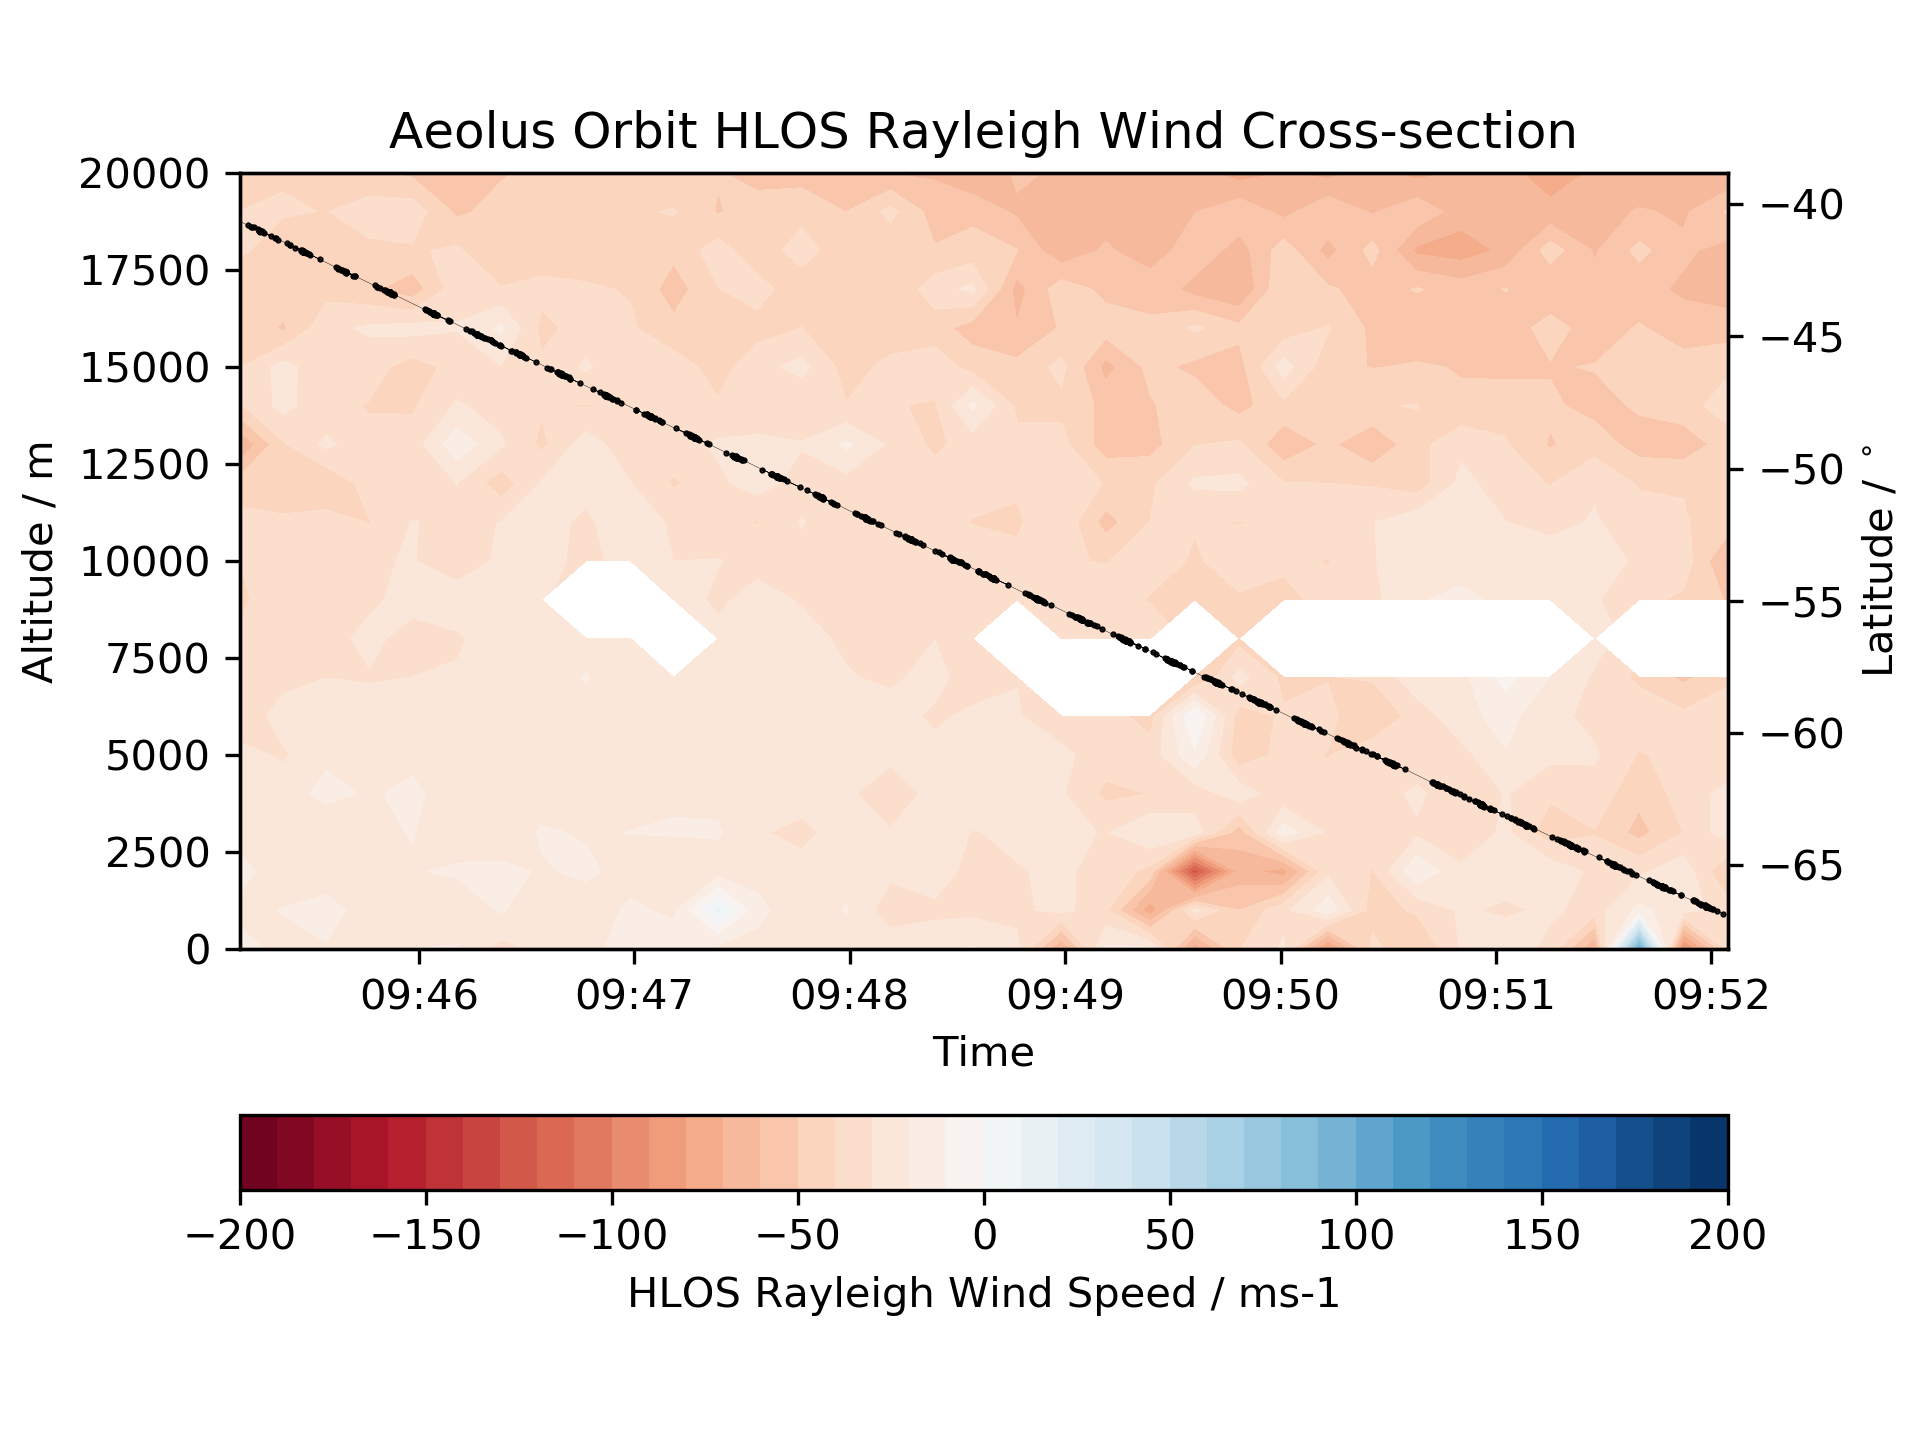 Aeolus Orbit HLOS Rayleigh Wind Cross-section
20000
17500
15000
12500
10000
7500
5000
2500
0
Altitude / m
−40
−45
−50
−55
−60
−65
Latitude / °
09:46 09:47 09:48 09:49 09:50 09:51 09:52
Time
−200 −150 −100 −50 0 50 100 150 200
HLOS Rayleigh Wind Speed / ms-1